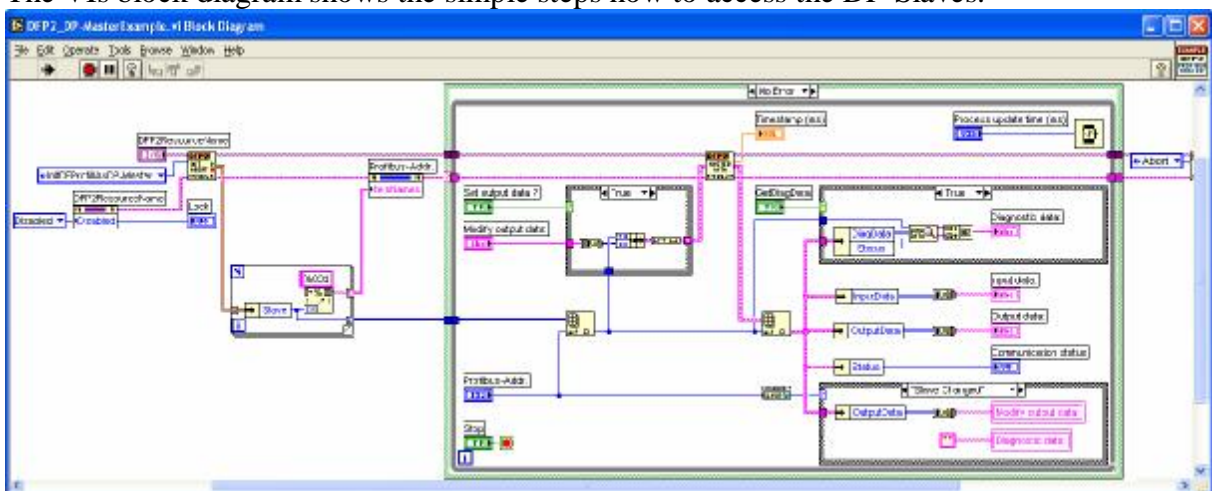 The VIs block diagram shows the simple steps how to access the DP Slaves.
DFP2_DP-MasterExample.vi Block Diagram
File Edit Operate Tools Browse Window Help
No Error
DFP2ResourceName
Timestamp (ms)
Process update time (ms)
Profibus-Addr.
Abort
DFP2ResourceName
Lock
Disabled
Disabled
Set output data ?
True
GetDiagData
True
Modify output data
Diagnostic data
DiagData
Status
Slave
Input data
InputData
Output data
OutputData
Communication status
Status
Profibus-Addr.
"Slave Changed"
OutputData
Modify output data
Stop
Diagnostic data